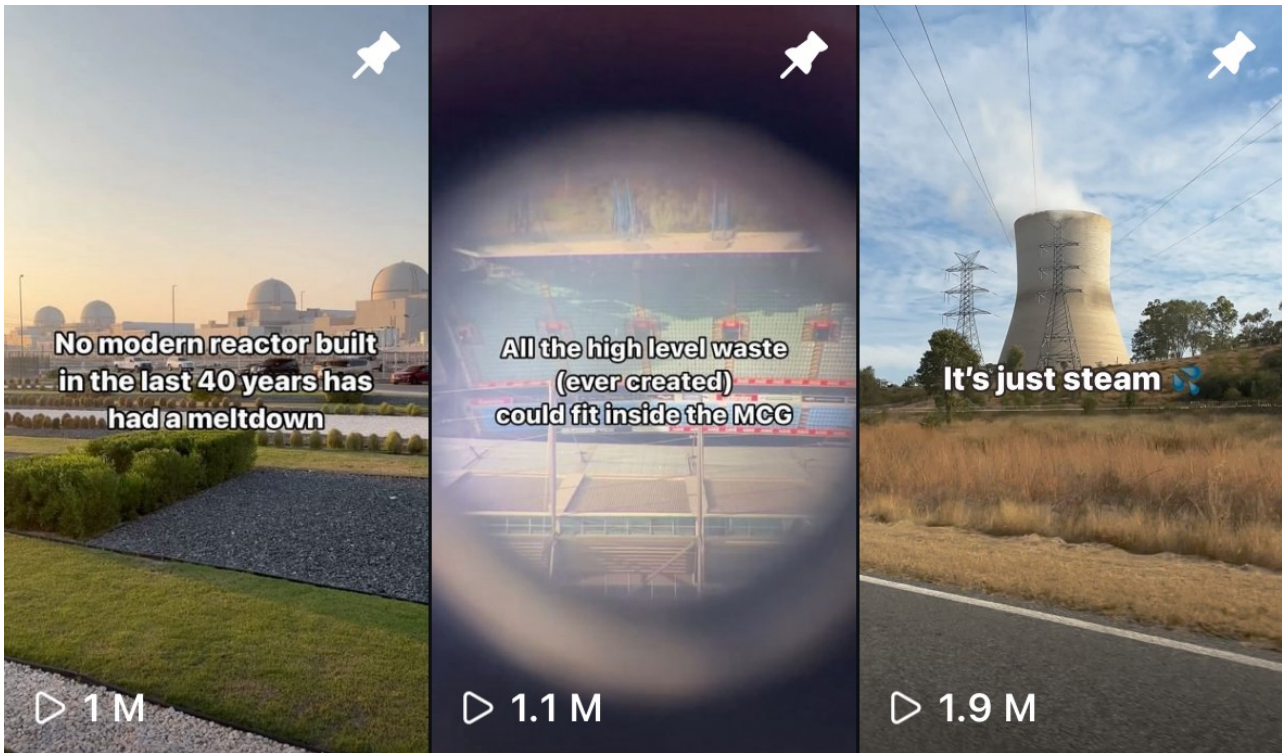 No modern reactor built
in the last 40 years has
had a meltdown
1 M
All the high level waste
(ever created)
could fit inside the MCG
1.1 M
It's just steam 💦
1.9 M